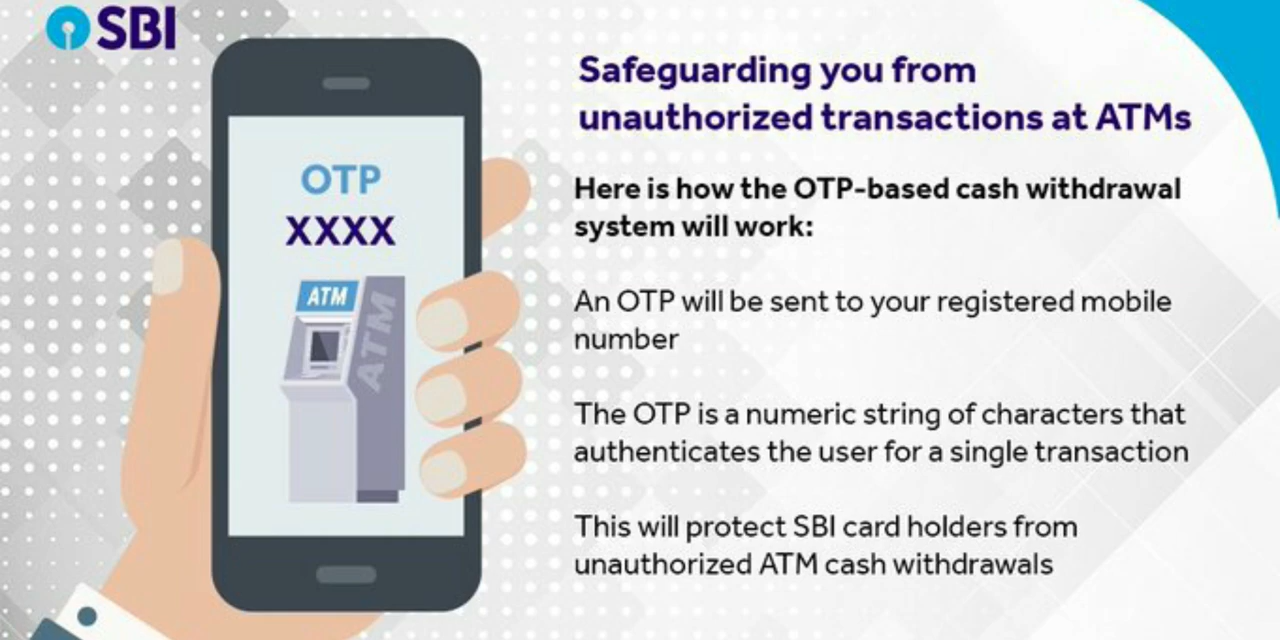 SBI
OTP
XXXX
ATM
ATM
Safeguarding you from
unauthorized transactions at ATMs
Here is how the OTP-based cash withdrawal
system will work:
An OTP will be sent to your registered mobile
number
The OTP is a numeric string of characters that
authenticates the user for a single transaction
This will protect SBI card holders from
unauthorized ATM cash withdrawals